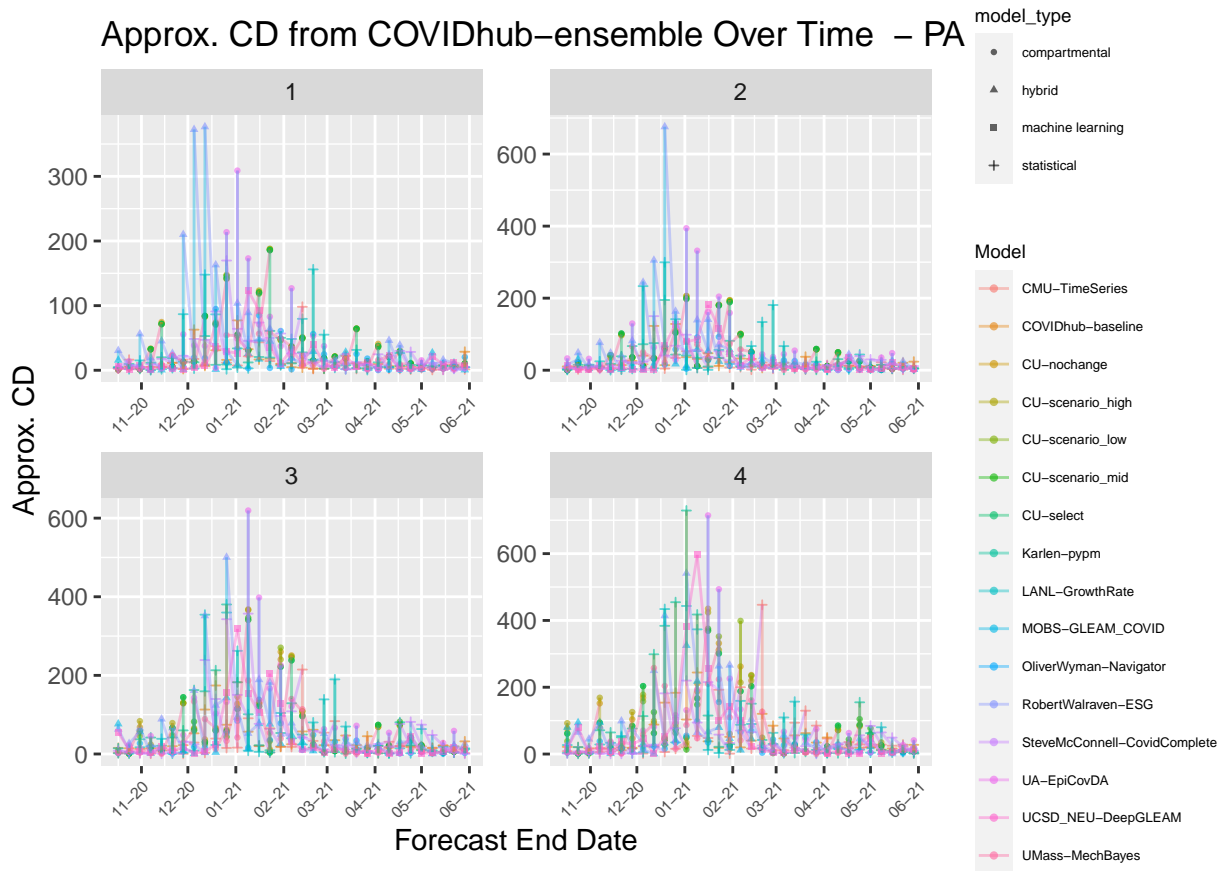 Approx. CD from COVIDhub−ensemble Over Time − PA
1
2
0
100
200
300
0
200
400
600
11−20
12−20
01−21
02−21
03−21
04−21
05−21
06−21
11−20
12−20
01−21
02−21
03−21
04−21
05−21
06−21
3
4
0
200
400
600
0
200
400
600
11−20
12−20
01−21
02−21
03−21
04−21
05−21
06−21
11−20
12−20
01−21
02−21
03−21
04−21
05−21
06−21
Approx. CD
Forecast End Date
model_type
compartmental
hybrid
machine learning
statistical
Model
CMU−TimeSeries
COVIDhub−baseline
CU−nochange
CU−scenario_high
CU−scenario_low
CU−scenario_mid
CU−select
Karlen−pypm
LANL−GrowthRate
MOBS−GLEAM_COVID
OliverWyman−Navigator
RobertWalraven−ESG
SteveMcConnell−CovidComplete
UA−EpiCovDA
UCSD_NEU−DeepGLEAM
UMass−MechBayes